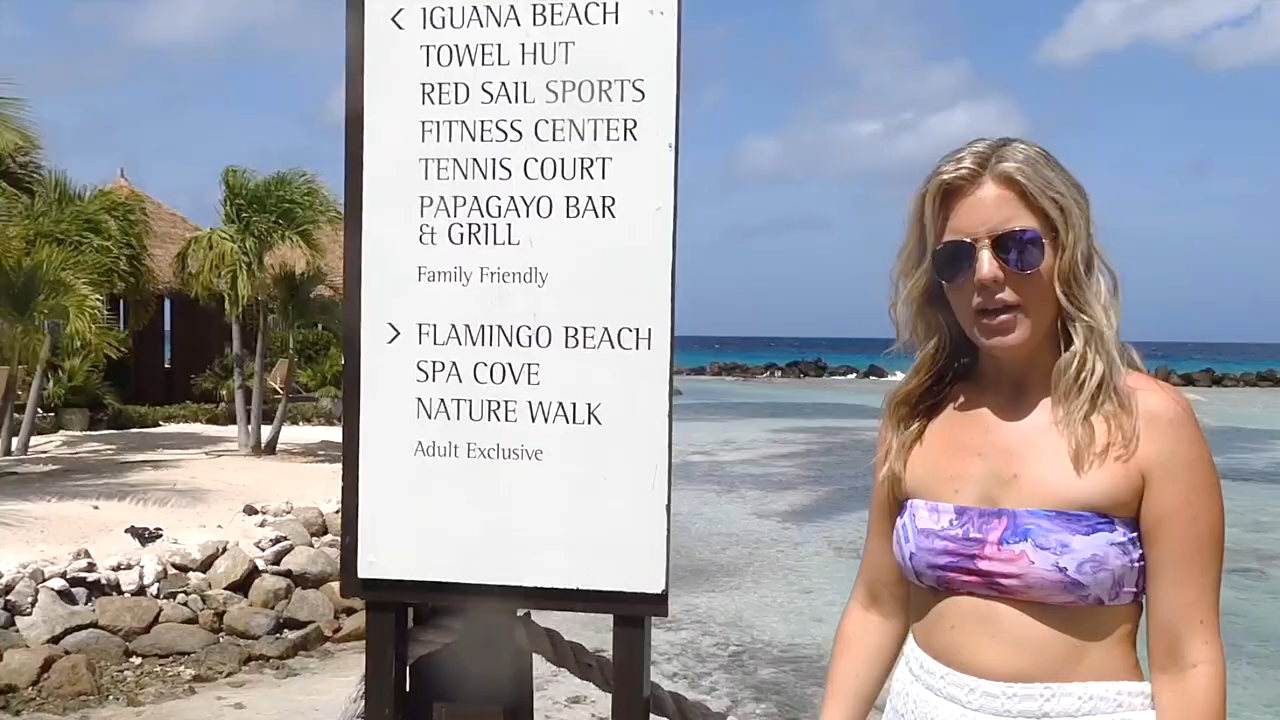 < IGUANA BEACH
TOWEL HUT
RED SAIL SPORTS
FITNESS CENTER
TENNIS COURT
PAPAGAYO BAR
& GRILL
Family Friendly
> FLAMINGO BEACH
SPA COVE
NATURE WALK
Adult Exclusive